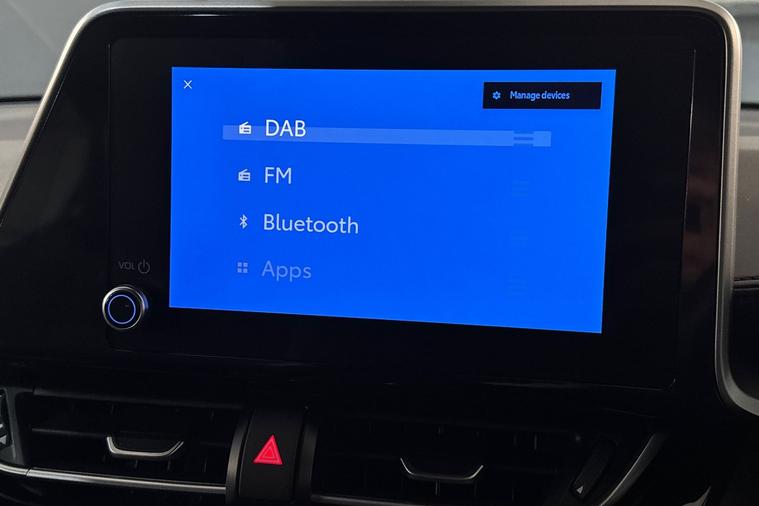 Manage devices
DAB
FM
Bluetooth
Apps
VOL